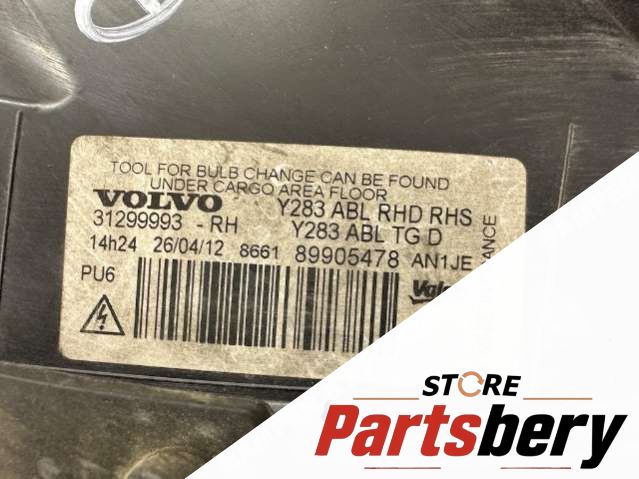 TOOL FOR BULB CHANGE CAN BE FOUND
UNDER CARGO AREA FLOOR
VOLVO Y283 ABL RHD RHS
31299993 - RH Y283 ABL TG D
14h24 26/04/12 8661 89905478 AN1JE
PU6
STORE
Partsbery